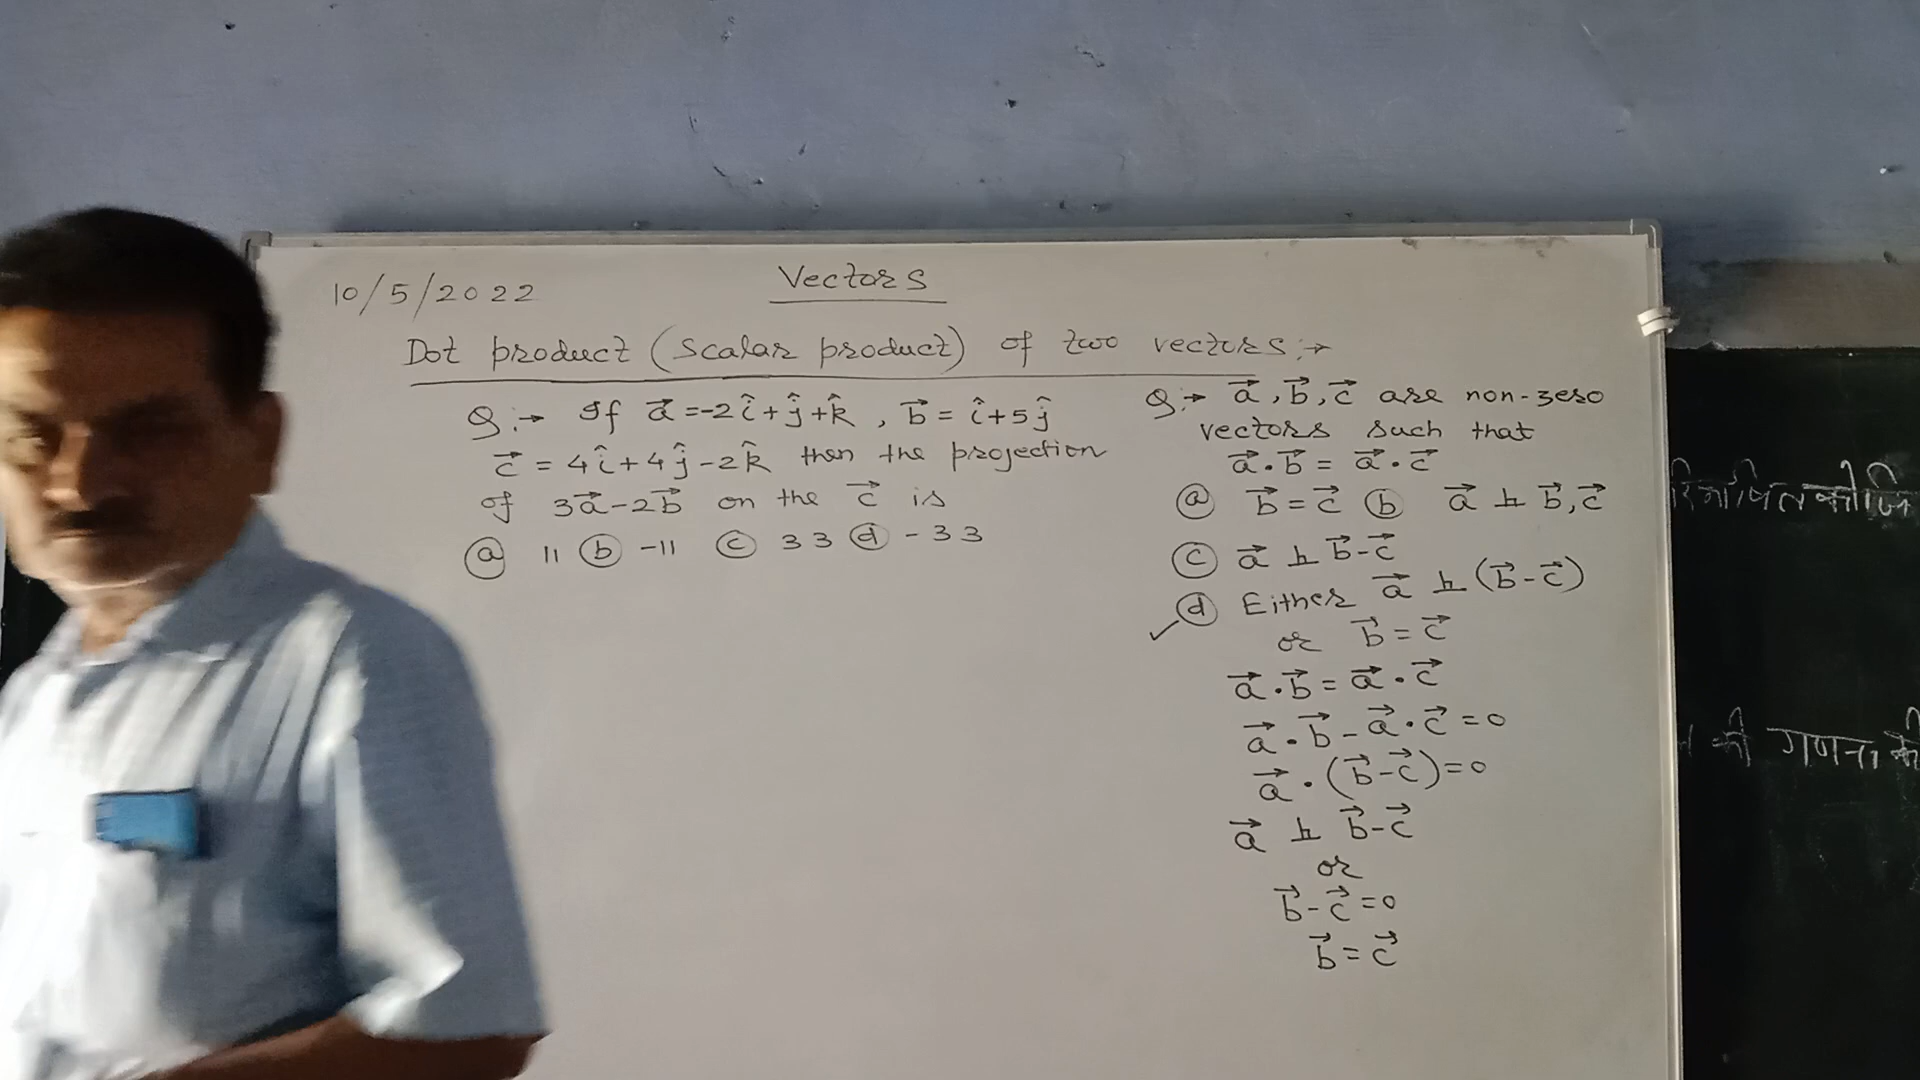 10/5/2022
Vectors
Dot product (scalar product) of two vectors:→
Q:→ If a⃗ = -2î + ĵ + k̂ , b⃗ = î + 5ĵ
c⃗ = 4î + 4ĵ - 2k̂ then the projection
of 3a⃗ - 2b⃗ on the c⃗ is
(a) 11 (b) -11 (c) 33 (d) -33
Q:→ a⃗, b⃗, c⃗ are non-zero
vectors such that
a⃗ · b⃗ = a⃗ · c⃗
(a) b⃗ = c⃗ (b) a⃗ ⊥ b⃗, c⃗
(c) a⃗ ⊥ b⃗ - c⃗
✓(d) Either a⃗ ⊥ (b⃗ - c⃗)
or b⃗ = c⃗
a⃗ · b⃗ = a⃗ · c⃗
a⃗ · b⃗ - a⃗ · c⃗ = 0
a⃗ · (b⃗ - c⃗) = 0
a⃗ ⊥ b⃗ - c⃗
or
b⃗ - c⃗ = 0
b⃗ = c⃗
की गणना